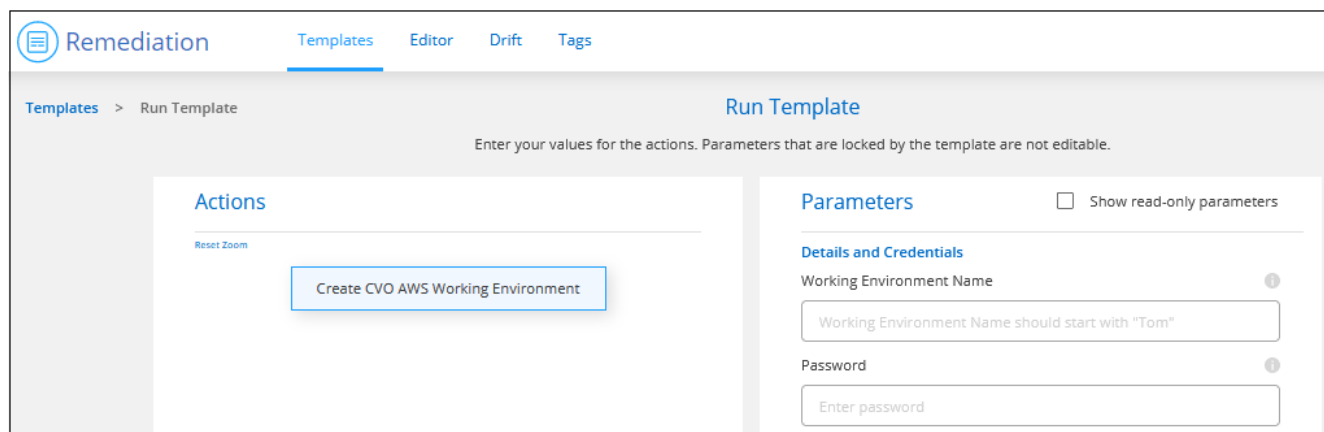 Remediation Templates Editor Drift Tags
Templates > Run Template
Run Template
Enter your values for the actions. Parameters that are locked by the template are not editable.
Actions
Reset Zoom
Create CVO AWS Working Environment
Parameters
Show read-only parameters
Details and Credentials
Working Environment Name
i
Working Environment Name should start with "Tom"
Password
i
Enter password